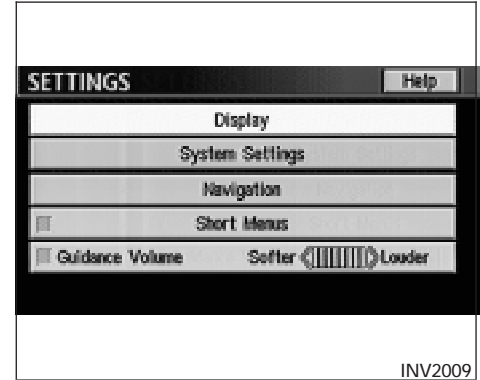 SETTINGS Help
Display
System Settings
Navigation
Short Menus
Guidance Volume Softer Louder
INV2009